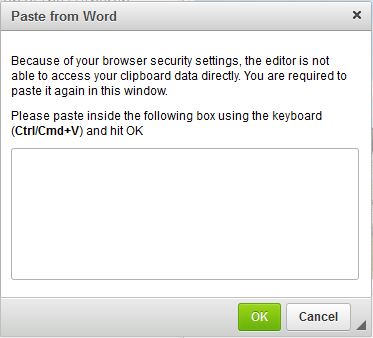 Paste from Word
Because of your browser security settings, the editor is not
able to access your clipboard data directly. You are required to
paste it again in this window.
Please paste inside the following box using the keyboard
(Ctrl/Cmd+V) and hit OK
OK
Cancel